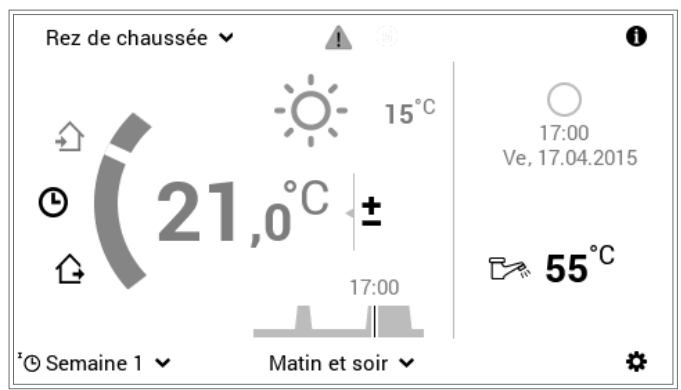 Rez de chaussée
15°C
17:00
Ve, 17.04.2015
21,0°C
±
55°C
17:00
Semaine 1
Matin et soir